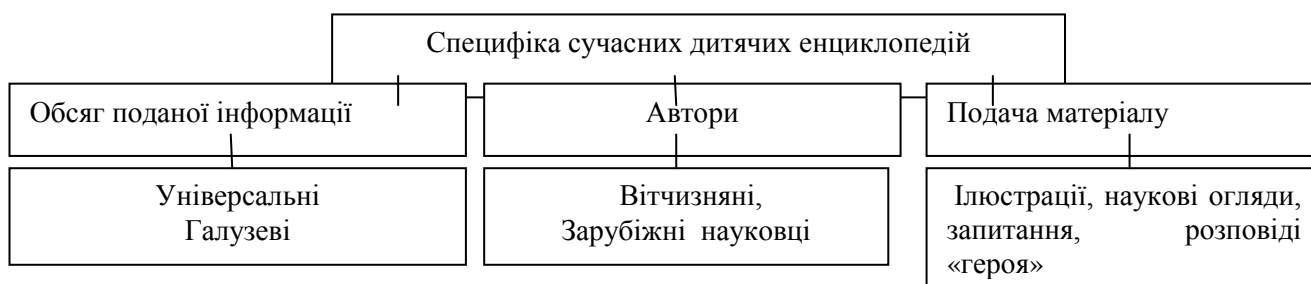 Специфіка сучасних дитячих енциклопедій
Обсяг поданої інформації
Автори
Подача матеріалу
Універсальні
Галузеві
Вітчизняні,
Зарубіжні науковці
Ілюстрації, наукові огляди,
запитання, розповіді
«героя»